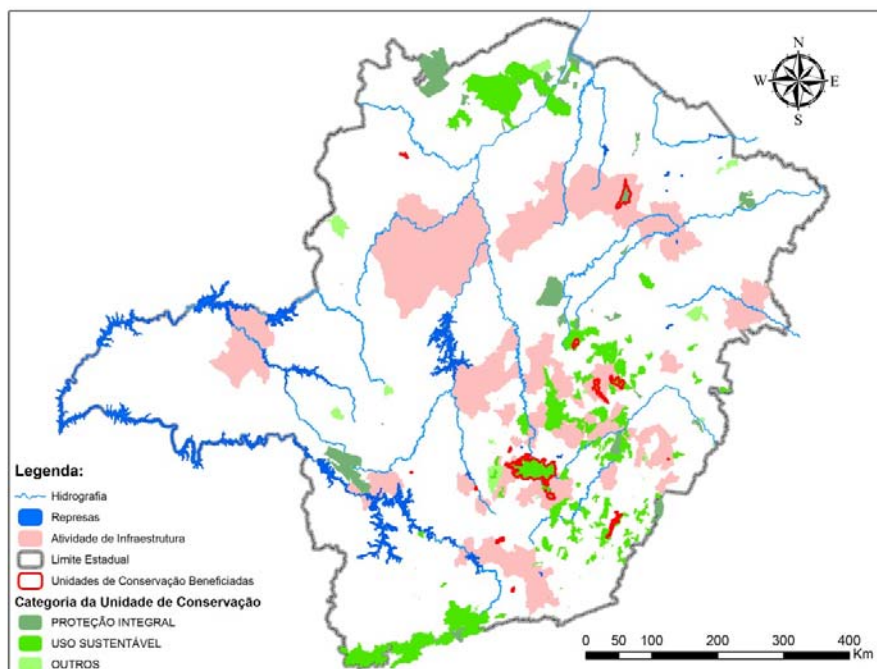 N
W E
S
Legenda:
Hidrografia
Represas
Atividade de Infraestrutura
Limite Estadual
Unidades de Conservação Beneficiadas
Categoria da Unidade de Conservação
PROTEÇÃO INTEGRAL
USO SUSTENTÁVEL
OUTROS
0 50 100 200 300 400
Km